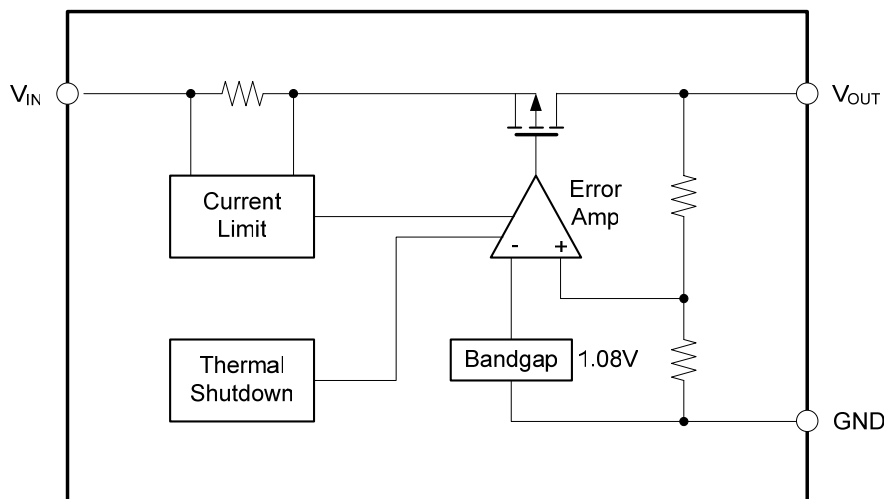 VIN
VOUT
Current
Limit
Error
Amp
- +
Thermal
Shutdown
Bandgap 1.08V
GND